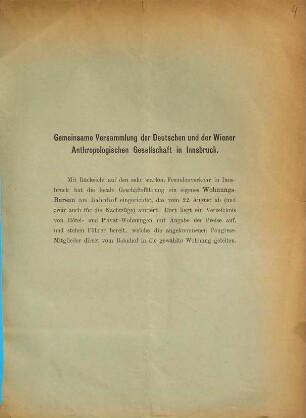 4
Gemeinsame Versammlung der Deutschen und der Wiener
Anthropologischen Gesellschaft in Innsbruck.
Mit Rücksicht auf den sehr starken Fremdenverkehr in Inns-
bruck hat die locale Geschäftsführung ein eigenes Wohnungs-
Bureau am Bahnhof eingerichtet, das vom 22. August ab (und
zwar auch für die Nachtzüge) amtiert. Dort liegt ein Verzeichnis
von Hôtel- und Privat-Wohnungen mit Angabe der Preise auf,
und stehen Führer bereit, welche die angekommenen Congress-
Mitglieder direct vom Bahnhof in die gewählte Wohnung geleiten.